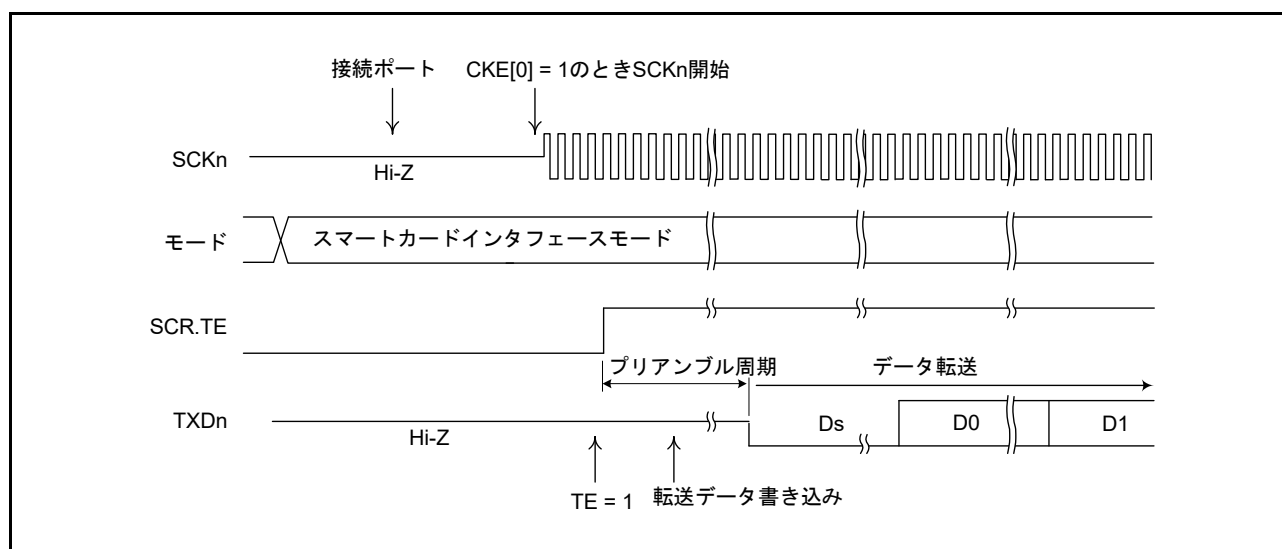 接続ポート
CKE[0] = 1のときSCKn開始
SCKn
Hi-Z
モード
スマートカードインタフェースモード
SCR.TE
プリアンブル周期
データ転送
TXDn
Hi-Z
Ds
D0
D1
TE = 1
転送データ書き込み